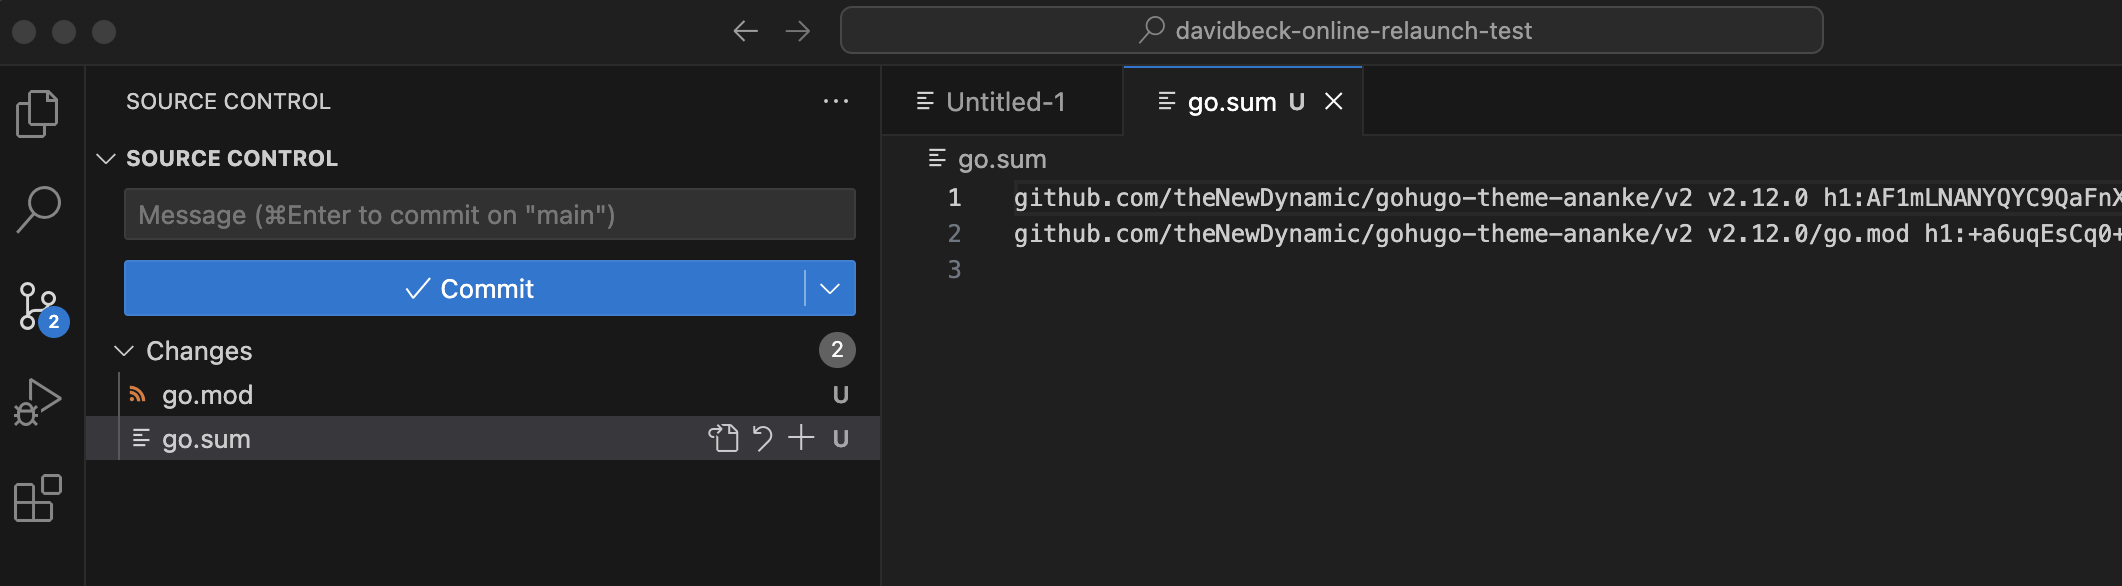 davidbeck-online-relaunch-test
SOURCE CONTROL
SOURCE CONTROL
Message (⌘Enter to commit on "main")
Commit
Changes 2
go.mod U
go.sum U
2
Untitled-1
go.sum U
go.sum
1 github.com/theNewDynamic/gohugo-theme-ananke/v2 v2.12.0 h1:AF1mLNANYQYC9QaFnX
2 github.com/theNewDynamic/gohugo-theme-ananke/v2 v2.12.0/go.mod h1:+a6uqEsCq0+
3